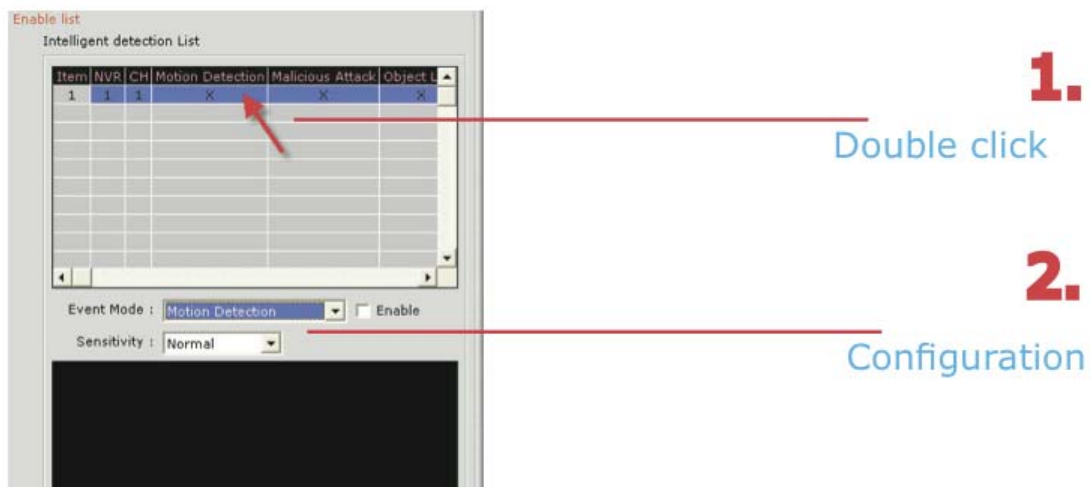 Enable list
Intelligent detection List
Item NVR CH Motion Detection Malicious Attack Object L
1 1 1 X X X
1.
Double click
2.
Event Mode : Motion Detection Enable
Sensitivity : Normal
Configuration